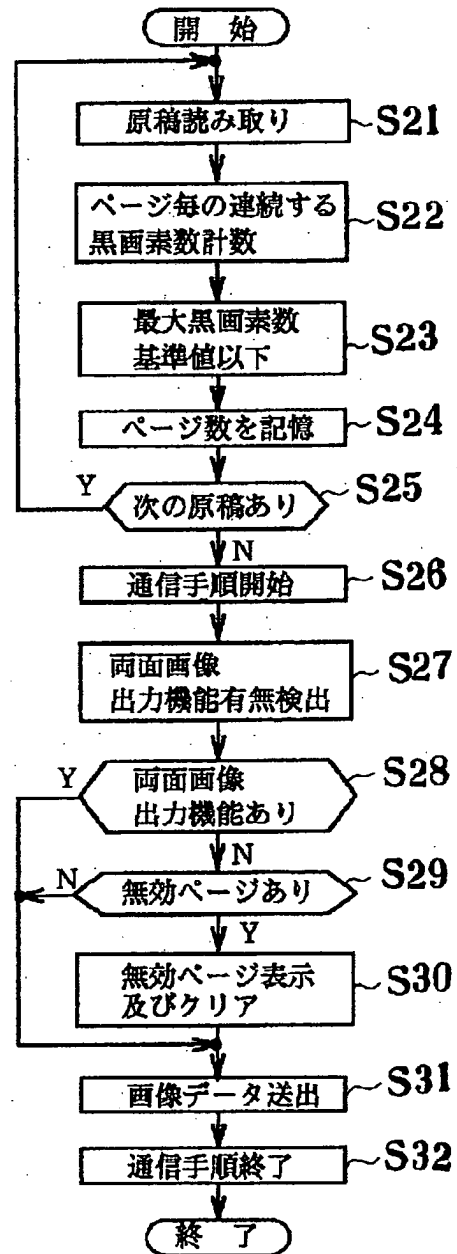 開 始
原稿読み取り
S21
ページ毎の連続する
黒画素数計数
S22
最大黒画素数
基準値以下
S23
ページ数を記憶
S24
Y
次の原稿あり
S25
N
通信手順開始
S26
両面画像
出力機能有無検出
S27
Y
両面画像
出力機能あり
S28
N
N
無効ページあり
S29
Y
無効ページ表示
及びクリア
S30
画像データ送出
S31
通信手順終了
S32
終 了